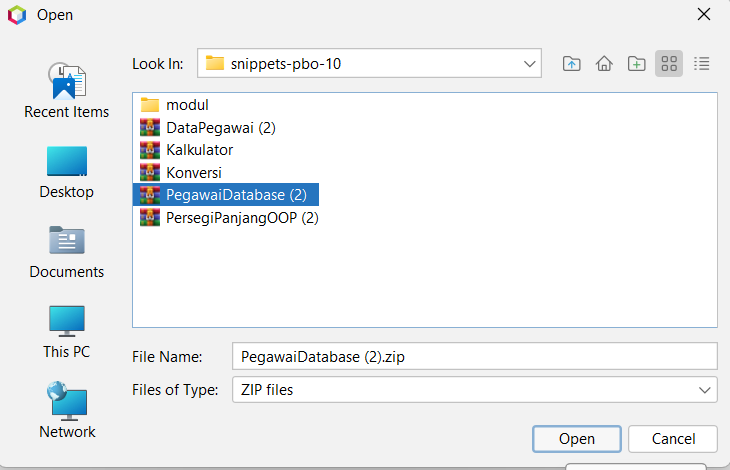 Open
Look In: snippets-pbo-10
Recent Items
Desktop
Documents
This PC
Network
modul
DataPegawai (2)
Kalkulator
Konversi
PegawaiDatabase (2)
PersegiPanjangOOP (2)
File Name: PegawaiDatabase (2).zip
Files of Type: ZIP files
Open Cancel